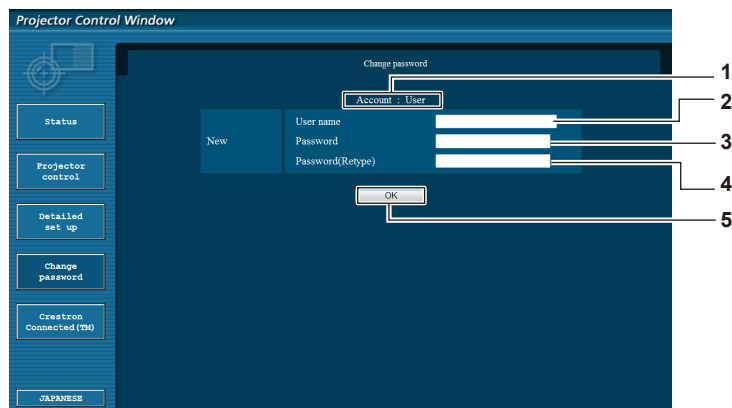 Projector Control Window
Change password
1
Account : User
2
Status
User name
New
Password
3
Password(Retype)
Projector
control
4
OK
5
Detailed
set up
Change
password
Crestron
Connected(TM)
JAPANESE